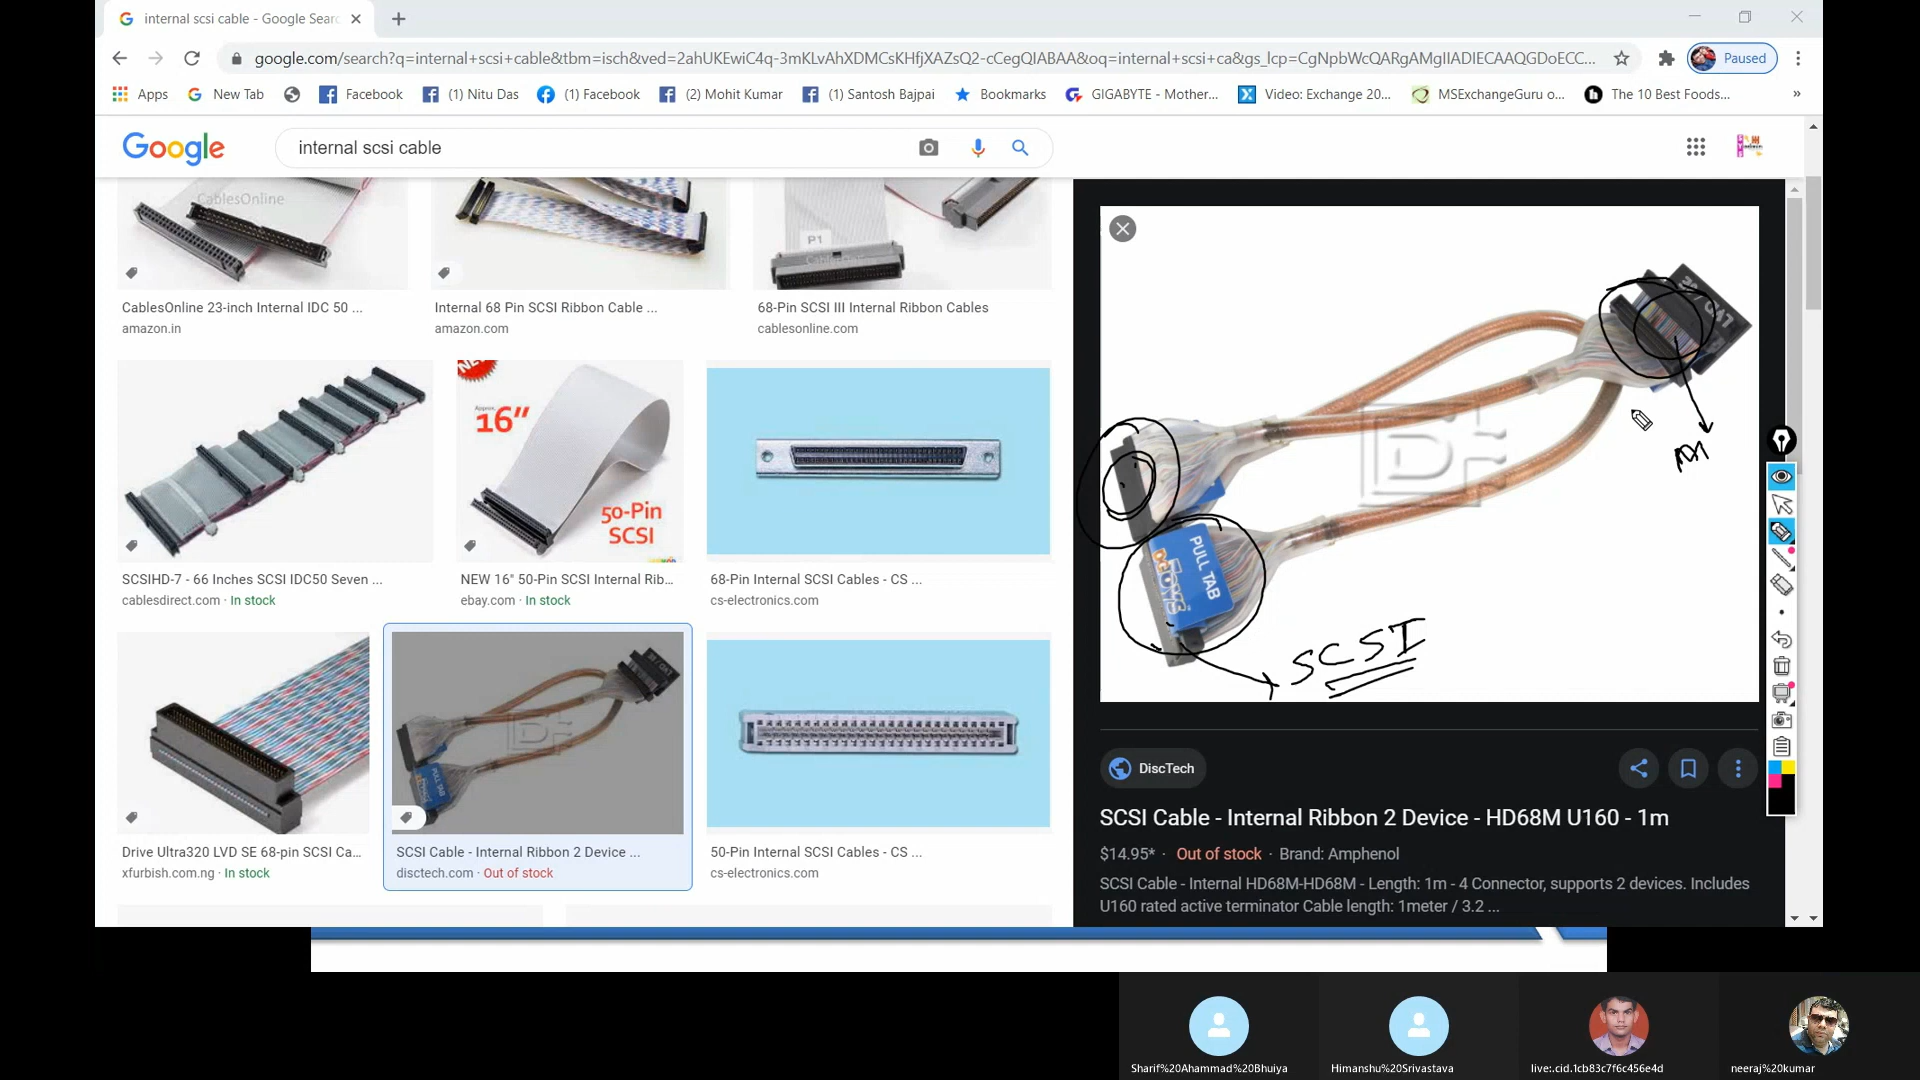 internal scsi cable - Google Sear
google.com/search?q=internal+scsi+cable&tbm=isch&ved=2ahUKEwiC4q-3mKLvAhXDMCsKHfjXAZsQ2-cCegQIABAA&oq=internal+scsi+ca&gs_lcp=CgNpbWcQARgAMgIIADIECAAQGDoECC...
Paused
Apps
New Tab
Facebook
(1) Nitu Das
(1) Facebook
(2) Mohit Kumar
(1) Santosh Bajpai
Bookmarks
GIGABYTE - Mother...
Video: Exchange 20...
MSExchangeGuru o...
The 10 Best Foods...
»
Google
internal scsi cable
CablesOnline
P1
CablesOnline 23-inch Internal IDC 50 ...
amazon.in
Internal 68 Pin SCSI Ribbon Cable ...
amazon.com
68-Pin SCSI III Internal Ribbon Cables
cablesonline.com
Approx.
16"
50-Pin
SCSI
SCSIHD-7 - 66 Inches SCSI IDC50 Seven ...
cablesdirect.com · In stock
NEW 16" 50-Pin SCSI Internal Rib...
ebay.com · In stock
68-Pin Internal SCSI Cables - CS ...
cs-electronics.com
Drive Ultra320 LVD SE 68-pin SCSI Ca...
xfurbish.com.ng · In stock
SCSI Cable - Internal Ribbon 2 Device ...
disctech.com · Out of stock
50-Pin Internal SCSI Cables - CS ...
cs-electronics.com
PULL TAB
M
SCSI
DiscTech
SCSI Cable - Internal Ribbon 2 Device - HD68M U160 - 1m
$14.95* · Out of stock · Brand: Amphenol
SCSI Cable - Internal HD68M-HD68M - Length: 1m - 4 Connector, supports 2 devices. Includes
U160 rated active terminator Cable length: 1meter / 3.2 ...
Sharif%20Ahammad%20Bhuiya
Himanshu%20Srivastava
live:.cid.1cb83c7f6c456e4d
neeraj%20kumar